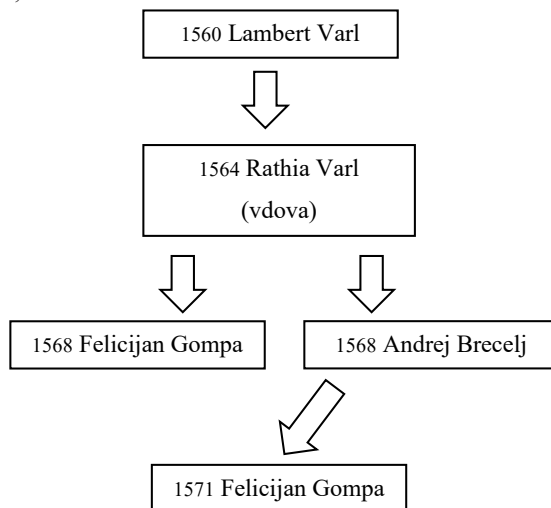 1560 Lambert Varl
1564 Rathia Varl
(vdova)
1568 Felicijan Gompa
1568 Andrej Brecelj
1571 Felicijan Gompa